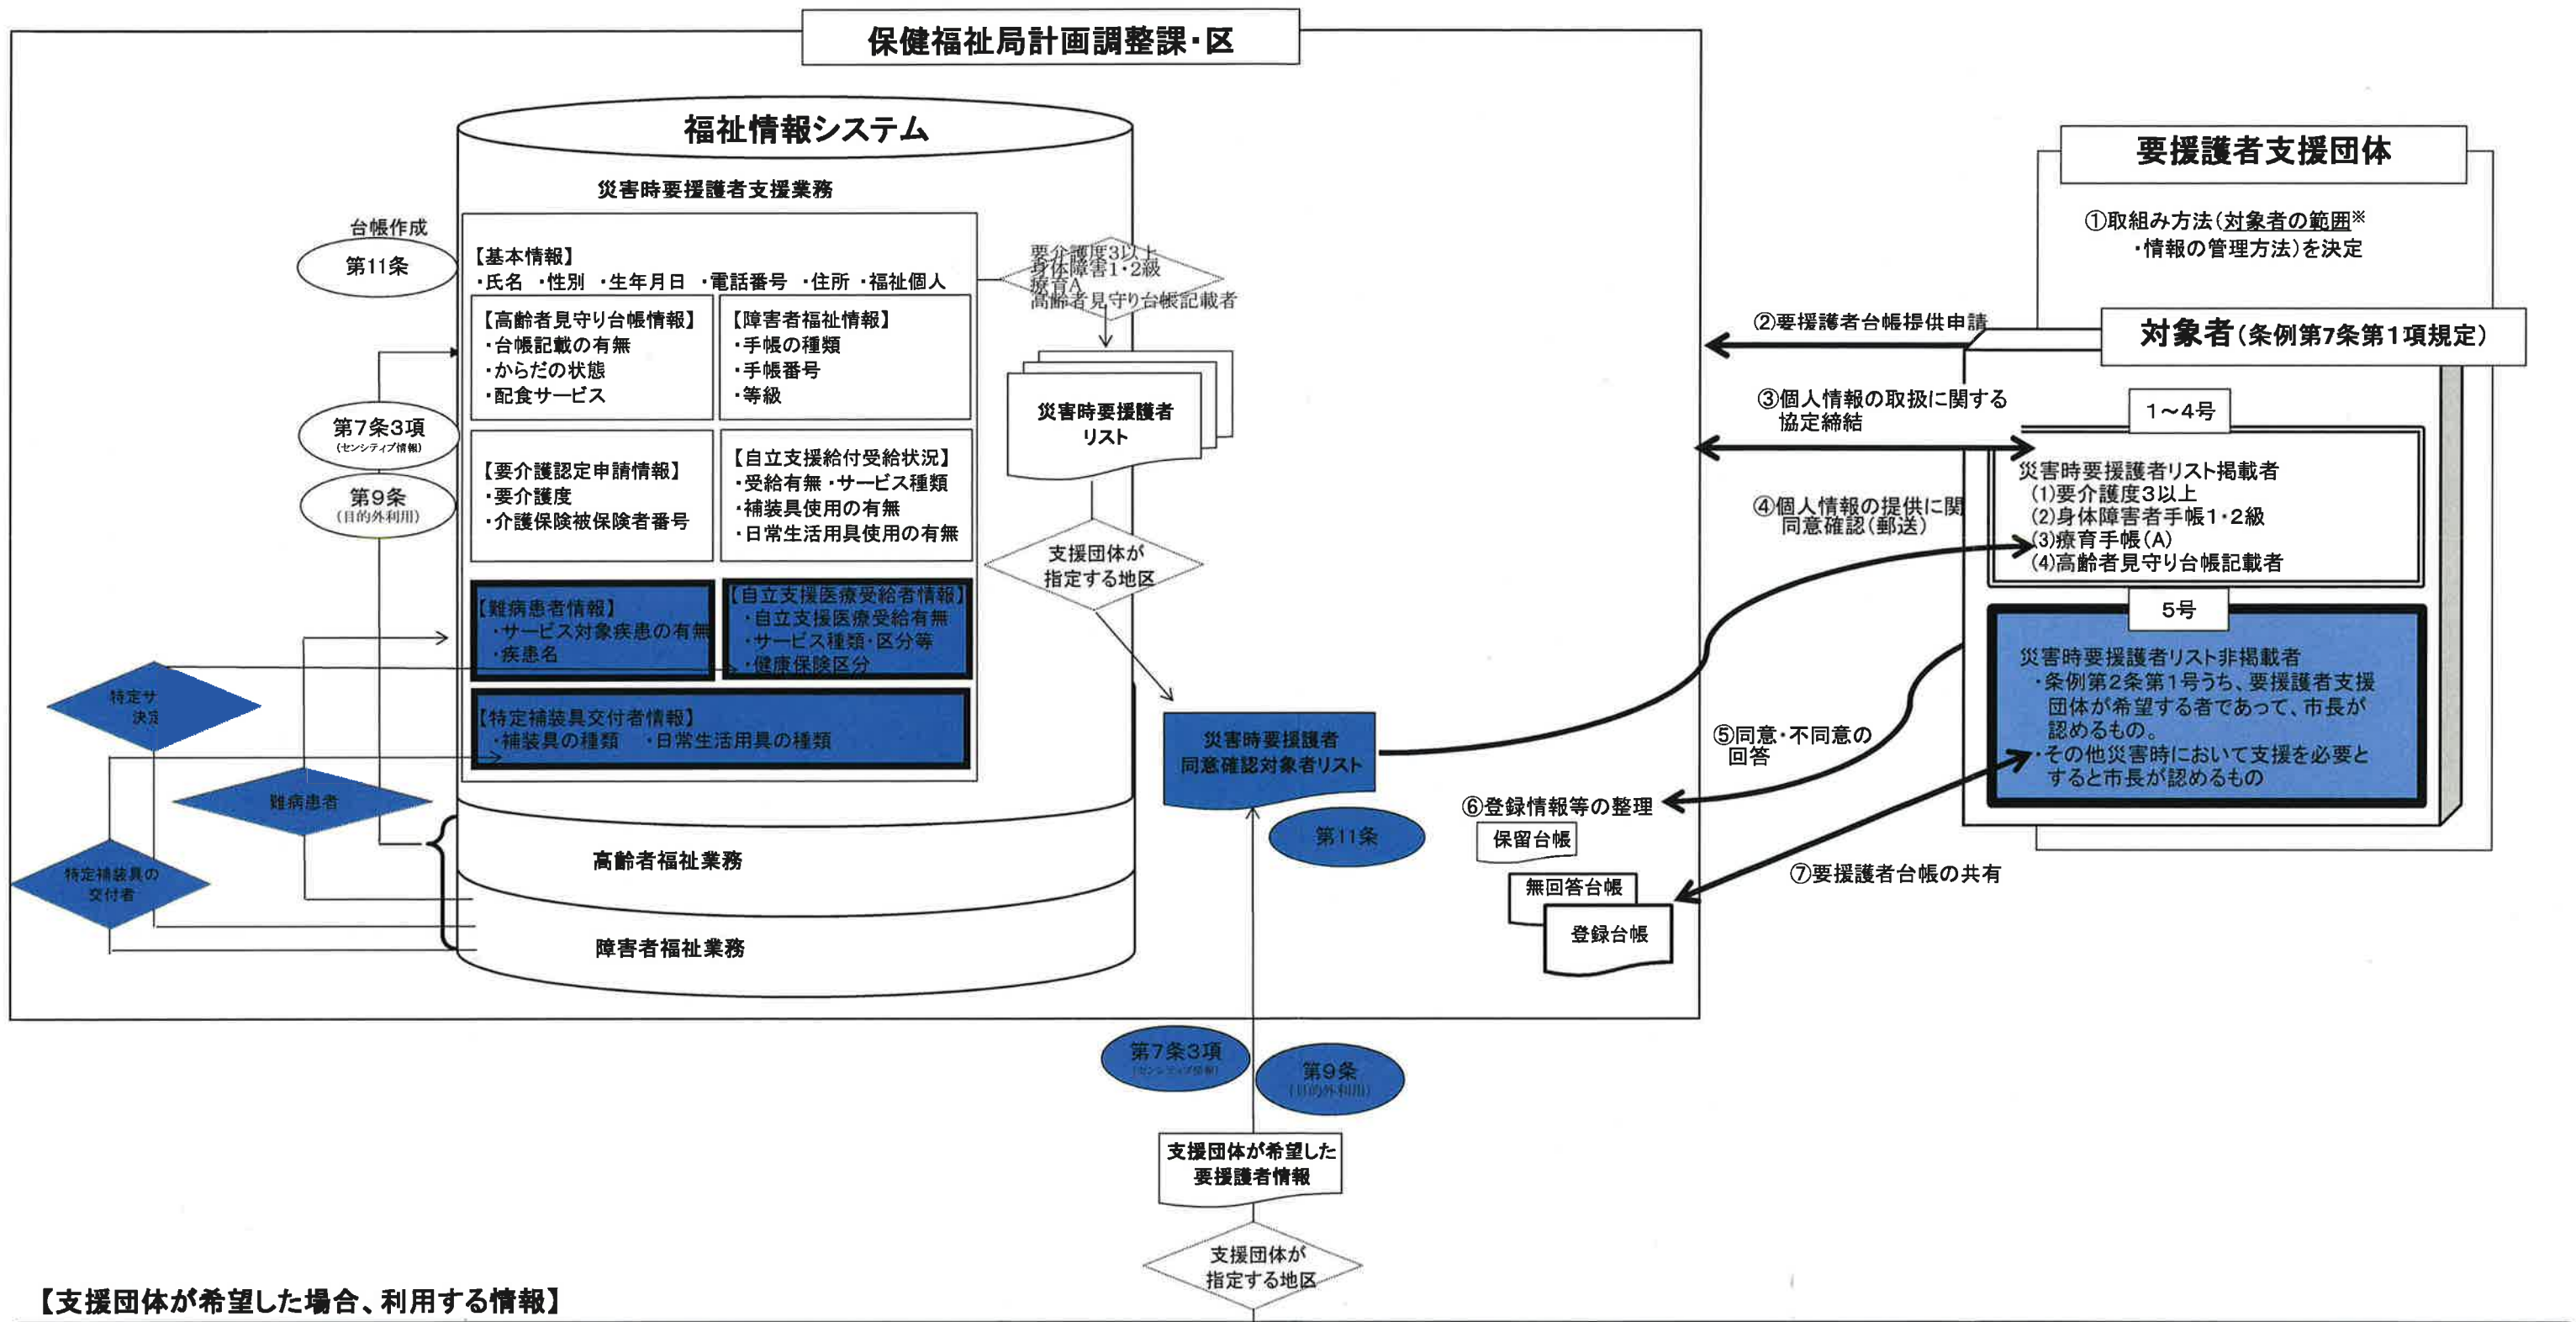 保健福祉局計画調整課・区
福祉情報システム
災害時要援護者支援業務
台帳作成
第11条
【基本情報】
・氏名 ・性別 ・生年月日 ・電話番号 ・住所 ・福祉個人
【高齢者見守り台帳情報】
・台帳記載の有無
・からだの状態
・配食サービス
【障害者福祉情報】
・手帳の種類
・手帳番号
・等級
第7条3項
(センシティブ情報)
第9条
(目的外利用)
【要介護認定申請情報】
・要介護度
・介護保険被保険者番号
【自立支援給付受給状況】
・受給有無 ・サービス種類
・補装具使用の有無
・日常生活用具使用の有無
【難病患者情報】
・サービス対象疾患の有無
・疾患名
【自立支援医療受給者情報】
・自立支援医療受給有無
・サービス種類・区分等
・健康保険区分
【特定補装具交付者情報】
・補装具の種類 ・日常生活用具の種類
特定サ
決定
難病患者
特定補装具の
交付者
高齢者福祉業務
障害者福祉業務
要介護度3以上
身体障害1・2級
療育A
高齢者見守り台帳記載者
災害時要援護者
リスト
支援団体が
指定する地区
災害時要援護者
同意確認対象者リスト
第11条
要援護者支援団体
①取組み方法(対象者の範囲※
・情報の管理方法)を決定
②要援護者台帳提供申請
対象者(条例第7条第1項規定)
③個人情報の取扱に関する
協定締結
1～4号
災害時要援護者リスト掲載者
(1)要介護度3以上
(2)身体障害者手帳1・2級
(3)療育手帳(A)
(4)高齢者見守り台帳記載者
④個人情報の提供に関
同意確認(郵送)
5号
災害時要援護者リスト非掲載者
・条例第2条第1号うち、要援護者支援
団体が希望する者であって、市長が
認めるもの。
・その他災害時において支援を必要と
すると市長が認めるもの
⑤同意・不同意の
回答
⑥登録情報等の整理
保留台帳
無回答台帳
登録台帳
⑦要援護者台帳の共有
第7条3項
(センシティブ情報)
第9条
(目的外利用)
支援団体が希望した
要援護者情報
支援団体が
指定する地区
【支援団体が希望した場合、利用する情報】